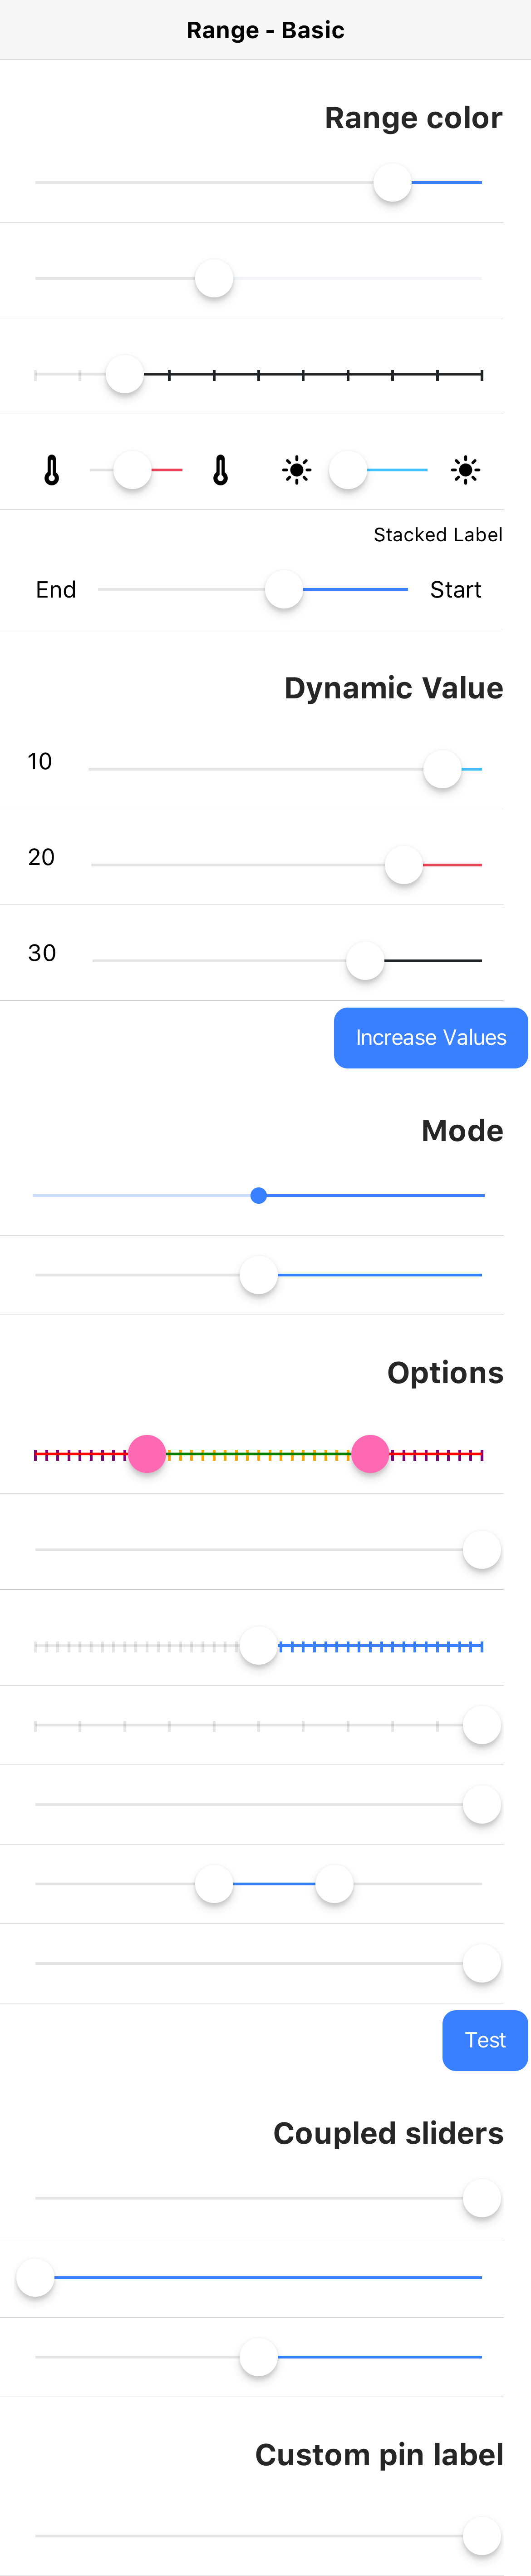 Range - Basic
Range color
Stacked Label
End Start
Dynamic Value
10
20
30
Increase Values
Mode
Options
Test
Coupled sliders
Custom pin label